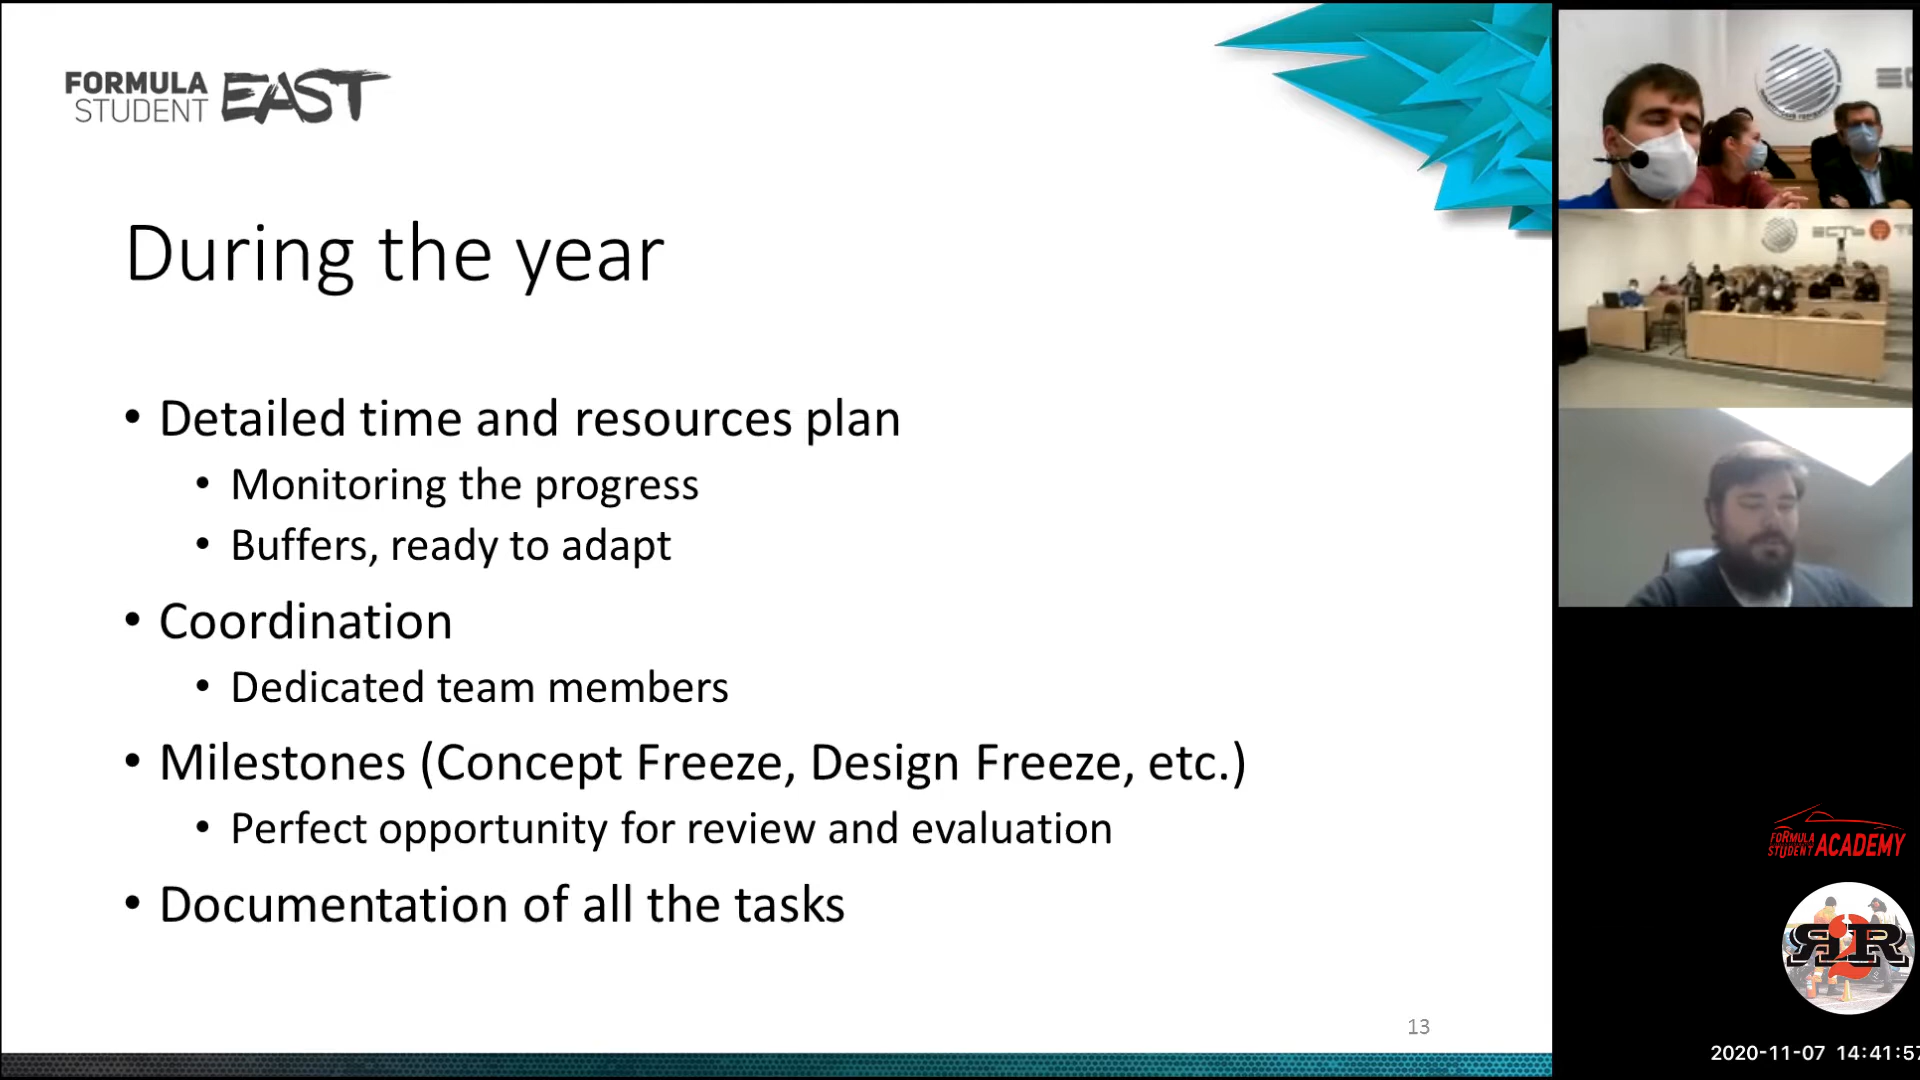 FORMULA
STUDENT EAST
During the year
• Detailed time and resources plan
• Monitoring the progress
• Buffers, ready to adapt
• Coordination
• Dedicated team members
• Milestones (Concept Freeze, Design Freeze, etc.)
• Perfect opportunity for review and evaluation
• Documentation of all the tasks
13
ЕСТЬ
FORMULA
STUDENT ACADEMY
Я2R
2020-11-07 14:41:57